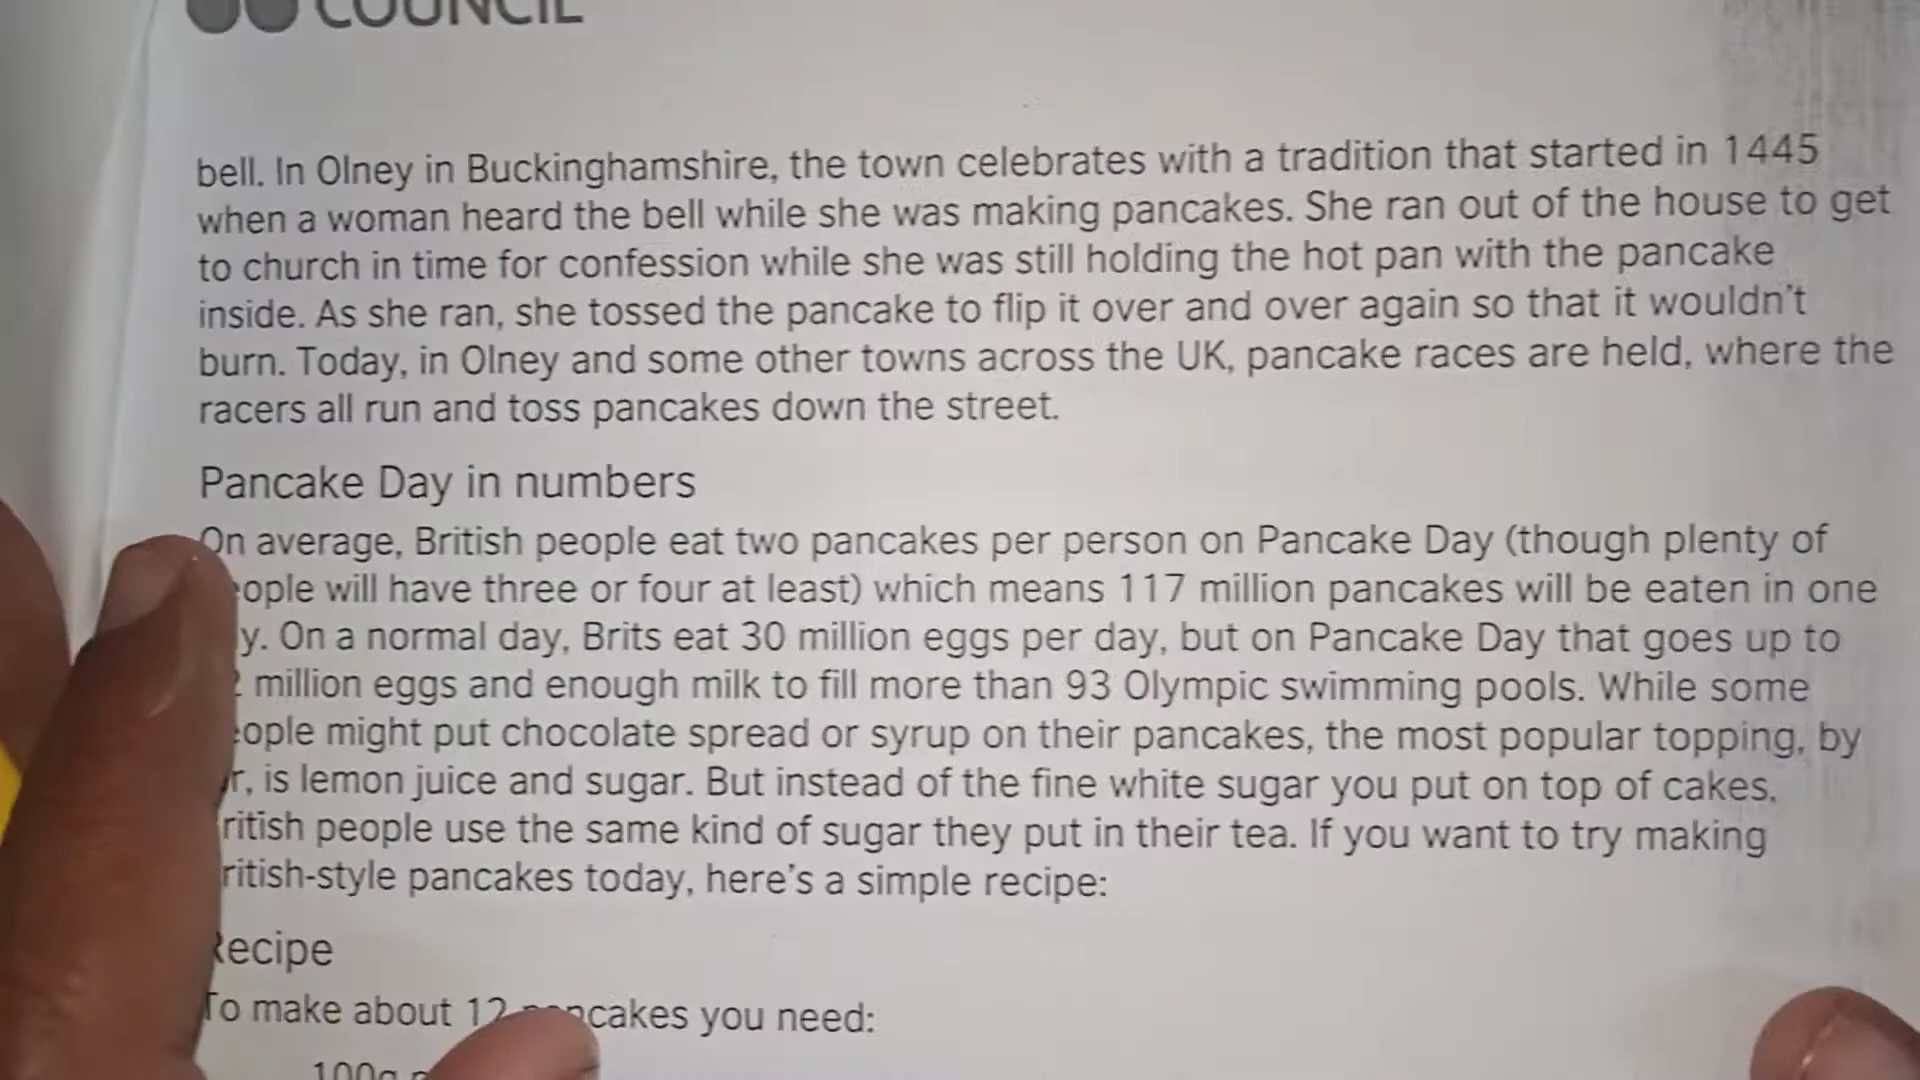 COUNCIL
bell. In Olney in Buckinghamshire, the town celebrates with a tradition that started in 1445
when a woman heard the bell while she was making pancakes. She ran out of the house to get
to church in time for confession while she was still holding the hot pan with the pancake
inside. As she ran, she tossed the pancake to flip it over and over again so that it wouldn't
burn. Today, in Olney and some other towns across the UK, pancake races are held, where the
racers all run and toss pancakes down the street.
Pancake Day in numbers
On average, British people eat two pancakes per person on Pancake Day (though plenty of
will have three or four at least) which means 117 million pancakes will be eaten in one
On a normal day, Brits eat 30 million eggs per day, but on Pancake Day that goes up to
million eggs and enough milk to fill more than 93 Olympic swimming pools. While some
might put chocolate spread or syrup on their pancakes, the most popular topping, by
is lemon juice and sugar. But instead of the fine white sugar you put on top of cakes,
people use the same kind of sugar they put in their tea. If you want to try making
pancakes today, here's a simple recipe:
Recipe
To make about 12 pancakes you need:
100g